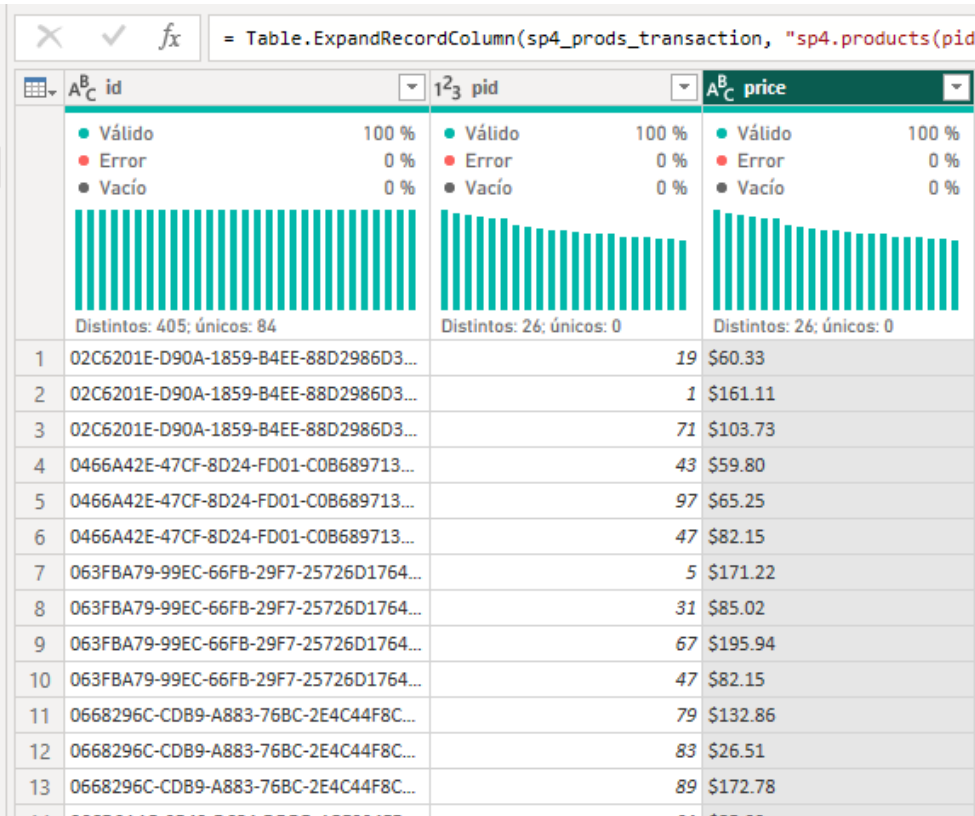 fx = Table.ExpandRecordColumn(sp4_prods_transaction, "sp4.products(pid
ABC id 123 pid ABC price
Válido 100 % Válido 100 % Válido 100 %
Error 0 % Error 0 % Error 0 %
Vacío 0 % Vacío 0 % Vacío 0 %
Distintos: 405; únicos: 84 Distintos: 26; únicos: 0 Distintos: 26; únicos: 0
1 02C6201E-D90A-1859-B4EE-88D2986D3... 19 $60.33
2 02C6201E-D90A-1859-B4EE-88D2986D3... 1 $161.11
3 02C6201E-D90A-1859-B4EE-88D2986D3... 71 $103.73
4 0466A42E-47CF-8D24-FD01-C0B689713... 43 $59.80
5 0466A42E-47CF-8D24-FD01-C0B689713... 97 $65.25
6 0466A42E-47CF-8D24-FD01-C0B689713... 47 $82.15
7 063FBA79-99EC-66FB-29F7-25726D1764... 5 $171.22
8 063FBA79-99EC-66FB-29F7-25726D1764... 31 $85.02
9 063FBA79-99EC-66FB-29F7-25726D1764... 67 $195.94
10 063FBA79-99EC-66FB-29F7-25726D1764... 47 $82.15
11 0668296C-CDB9-A883-76BC-2E4C44F8C... 79 $132.86
12 0668296C-CDB9-A883-76BC-2E4C44F8C... 83 $26.51
13 0668296C-CDB9-A883-76BC-2E4C44F8C... 89 $172.78